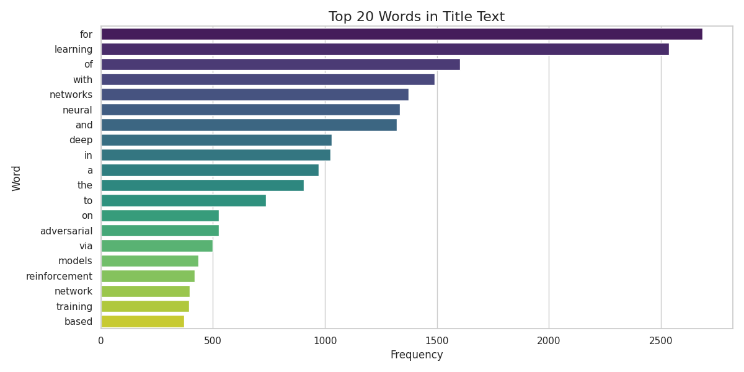 Top 20 Words in Title Text
for
learning
of
with
networks
neural
and
deep
in
a
the
to
on
adversarial
via
models
reinforcement
network
training
based
Word
0 500 1000 1500 2000 2500
Frequency